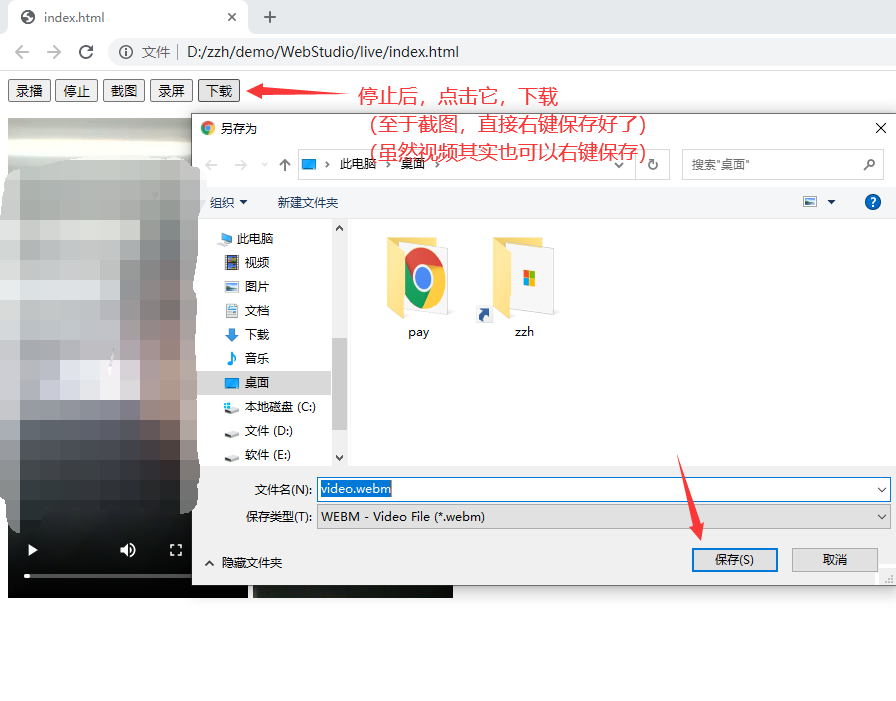 index.html
文件 D:/zzh/demo/WebStudio/live/index.html
录播 停止 截图 录屏 下载
停止后，点击它，下载
（至于截图，直接右键保存好了）
（虽然视频其实也可以右键保存）
另存为
此电脑 桌面
搜索"桌面"
组织 新建文件夹
此电脑
视频
图片
文档
下载
音乐
桌面
本地磁盘 (C:)
文件 (D:)
软件 (E:)
pay
zzh
文件名(N): video.webm
保存类型(T): WEBM - Video File (*.webm)
隐藏文件夹
保存(S) 取消